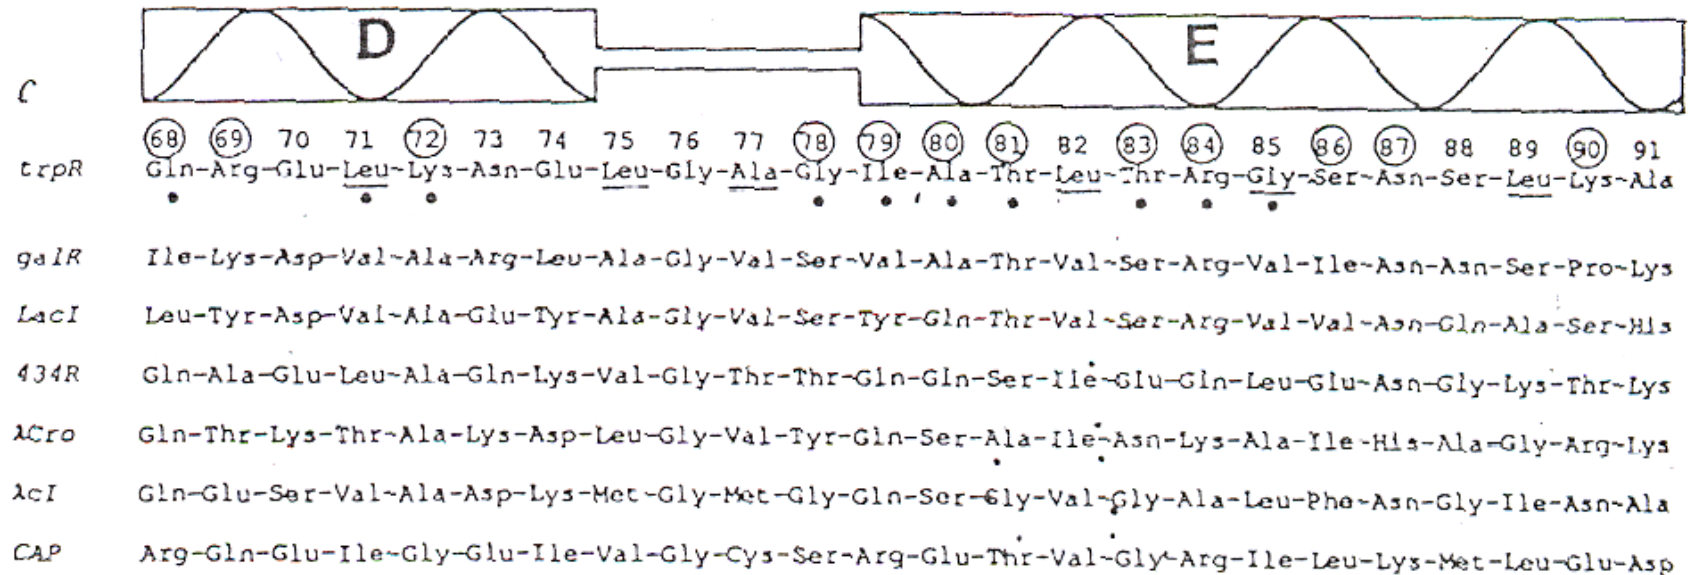 D E
C
68 69 70 71 72 73 74 75 76 77 78 79 80 81 82 83 84 85 86 87 88 89 90 91
trpR Gln-Arg-Glu-Leu-Lys-Asn-Glu-Leu-Gly-Ala-Gly-Ile-Ala-Thr-Leu-Thr-Arg-Gly-Ser-Asn-Ser-Leu-Lys-Ala
galR Ile-Lys-Asp-Val-Ala-Arg-Leu-Ala-Gly-Val-Ser-Val-Ala-Thr-Val-Ser-Arg-Val-Ile-Asn-Asn-Ser-Pro-Lys
LacI Leu-Tyr-Asp-Val-Ala-Glu-Tyr-Ala-Gly-Val-Ser-Tyr-Gln-Thr-Val-Ser-Arg-Val-Val-Asn-Gln-Ala-Ser-His
434R Gln-Ala-Glu-Leu-Ala-Gln-Lys-Val-Gly-Thr-Thr-Gln-Gln-Ser-Ile-Glu-Gln-Leu-Glu-Asn-Gly-Lys-Thr-Lys
λCro Gln-Thr-Lys-Thr-Ala-Lys-Asp-Leu-Gly-Val-Tyr-Gln-Ser-Ala-Ile-Asn-Lys-Ala-Ile-His-Ala-Gly-Arg-Lys
λcI Gln-Glu-Ser-Val-Ala-Asp-Lys-Met-Gly-Met-Gly-Gln-Ser-Gly-Val-Gly-Ala-Leu-Phe-Asn-Gly-Ile-Asn-Ala
CAP Arg-Gln-Glu-Ile-Gly-Glu-Ile-Val-Gly-Cys-Ser-Arg-Glu-Thr-Val-Gly-Arg-Ile-Leu-Lys-Met-Leu-Glu-Asp